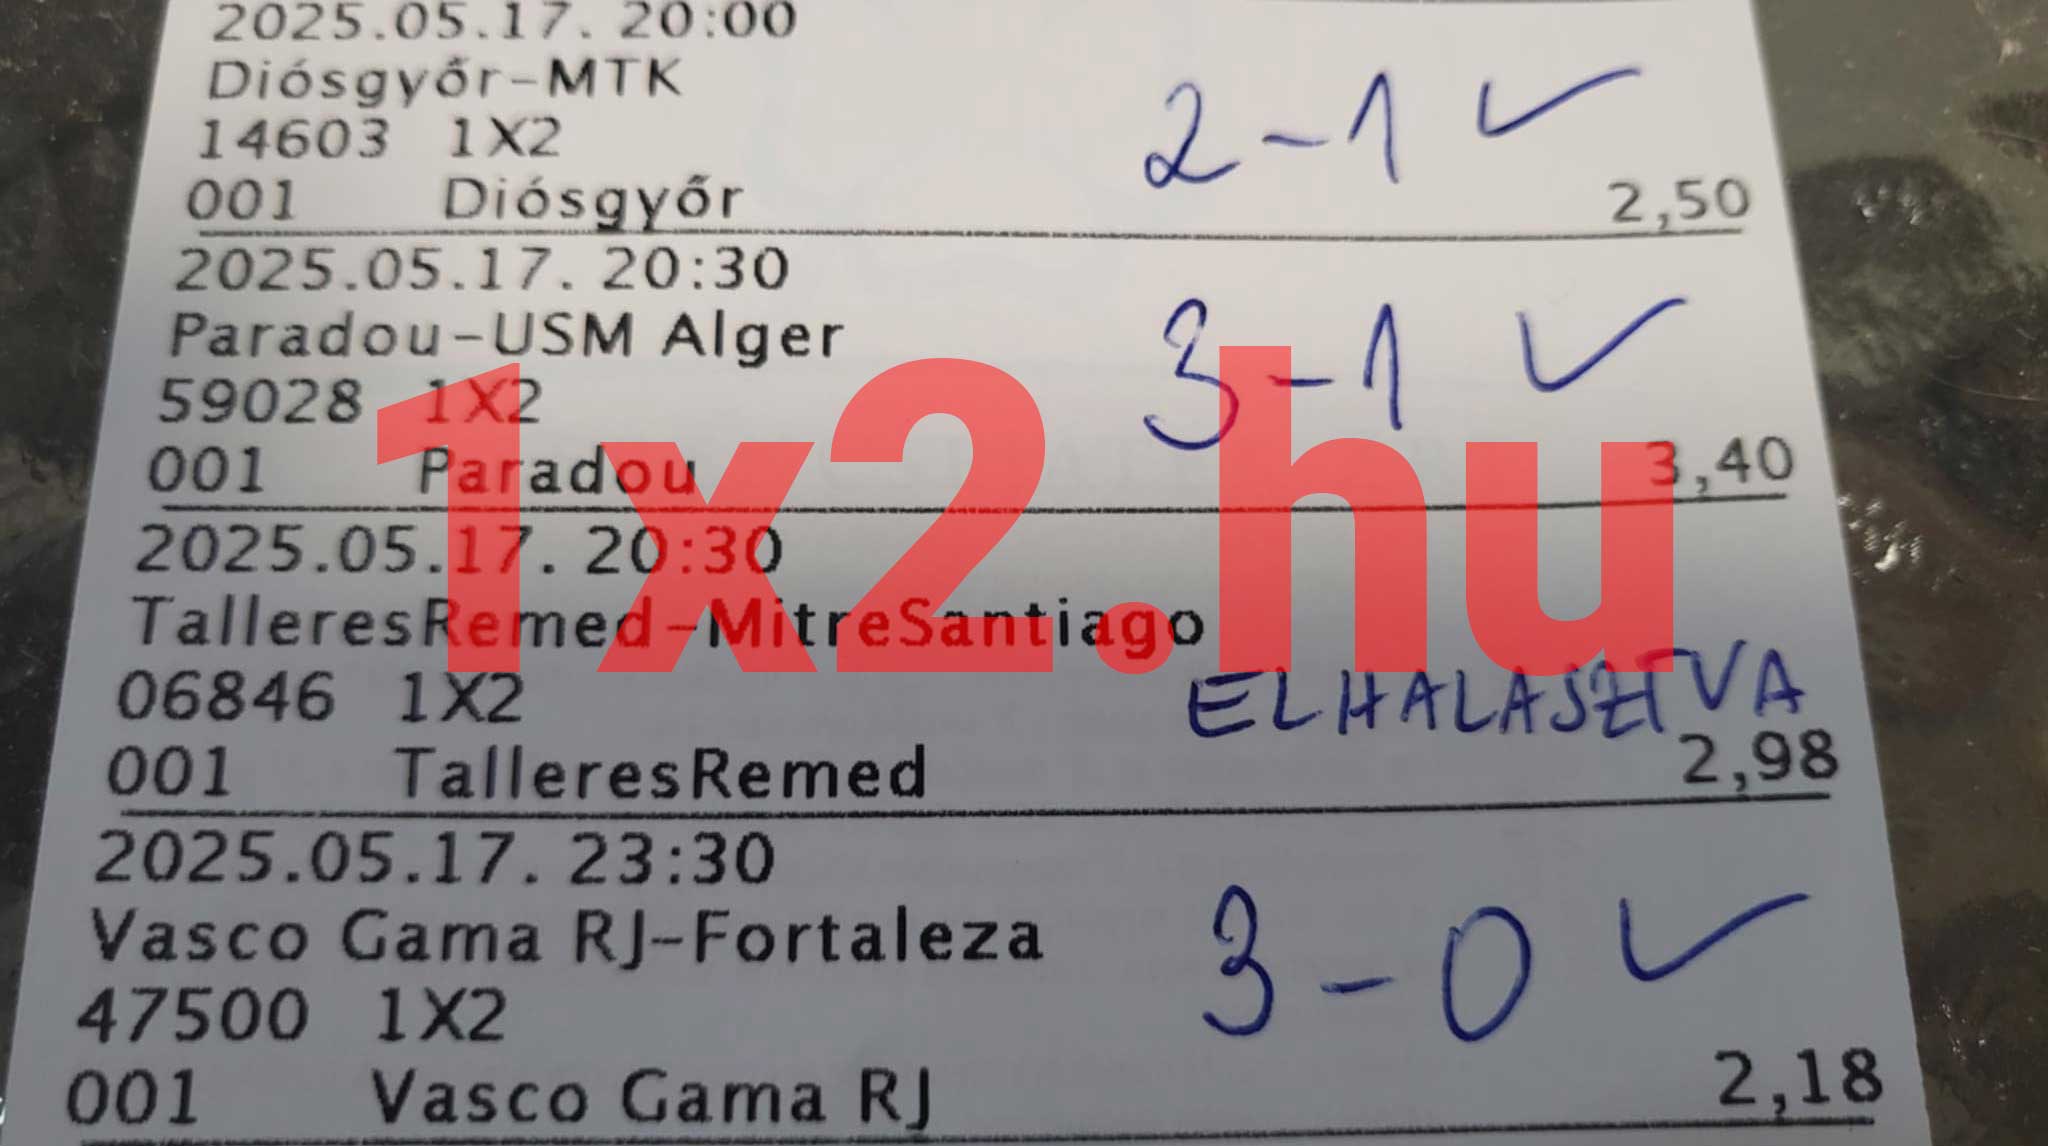 2025.05.17. 20:00
Diósgyőr-MTK
14603 1X2
2-1 ✓
001 Diósgyőr 2,50
2025.05.17. 20:30
Paradou-USM Alger
59028 1X2
3-1 ✓
001 Paradou 3,40
2025.05.17. 20:30
TalleresRemed-MitreSantiago
06846 1X2 ELHALASZTVA
001 TalleresRemed 2,98
2025.05.17. 23:30
Vasco Gama RJ-Fortaleza
3-0 ✓
47500 1X2
001 Vasco Gama RJ 2,18
1x2.hu